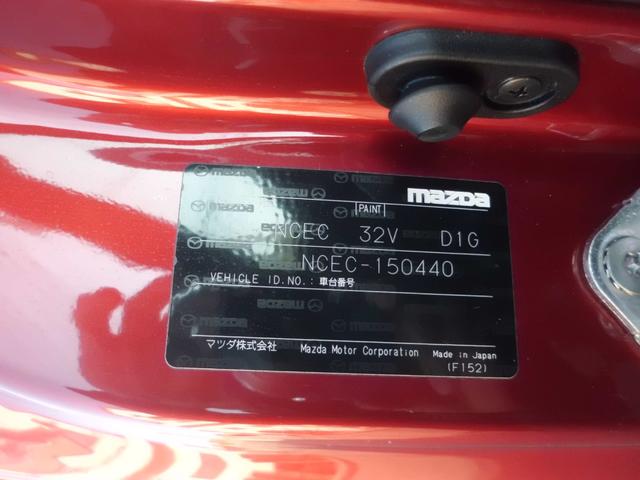 mazda
PAINT
NCEC 32V D1G
NCEC-150440
VEHICLE ID.NO.:車台番号
マツダ株式会社 Mazda Motor Corporation Made in Japan
(F152)